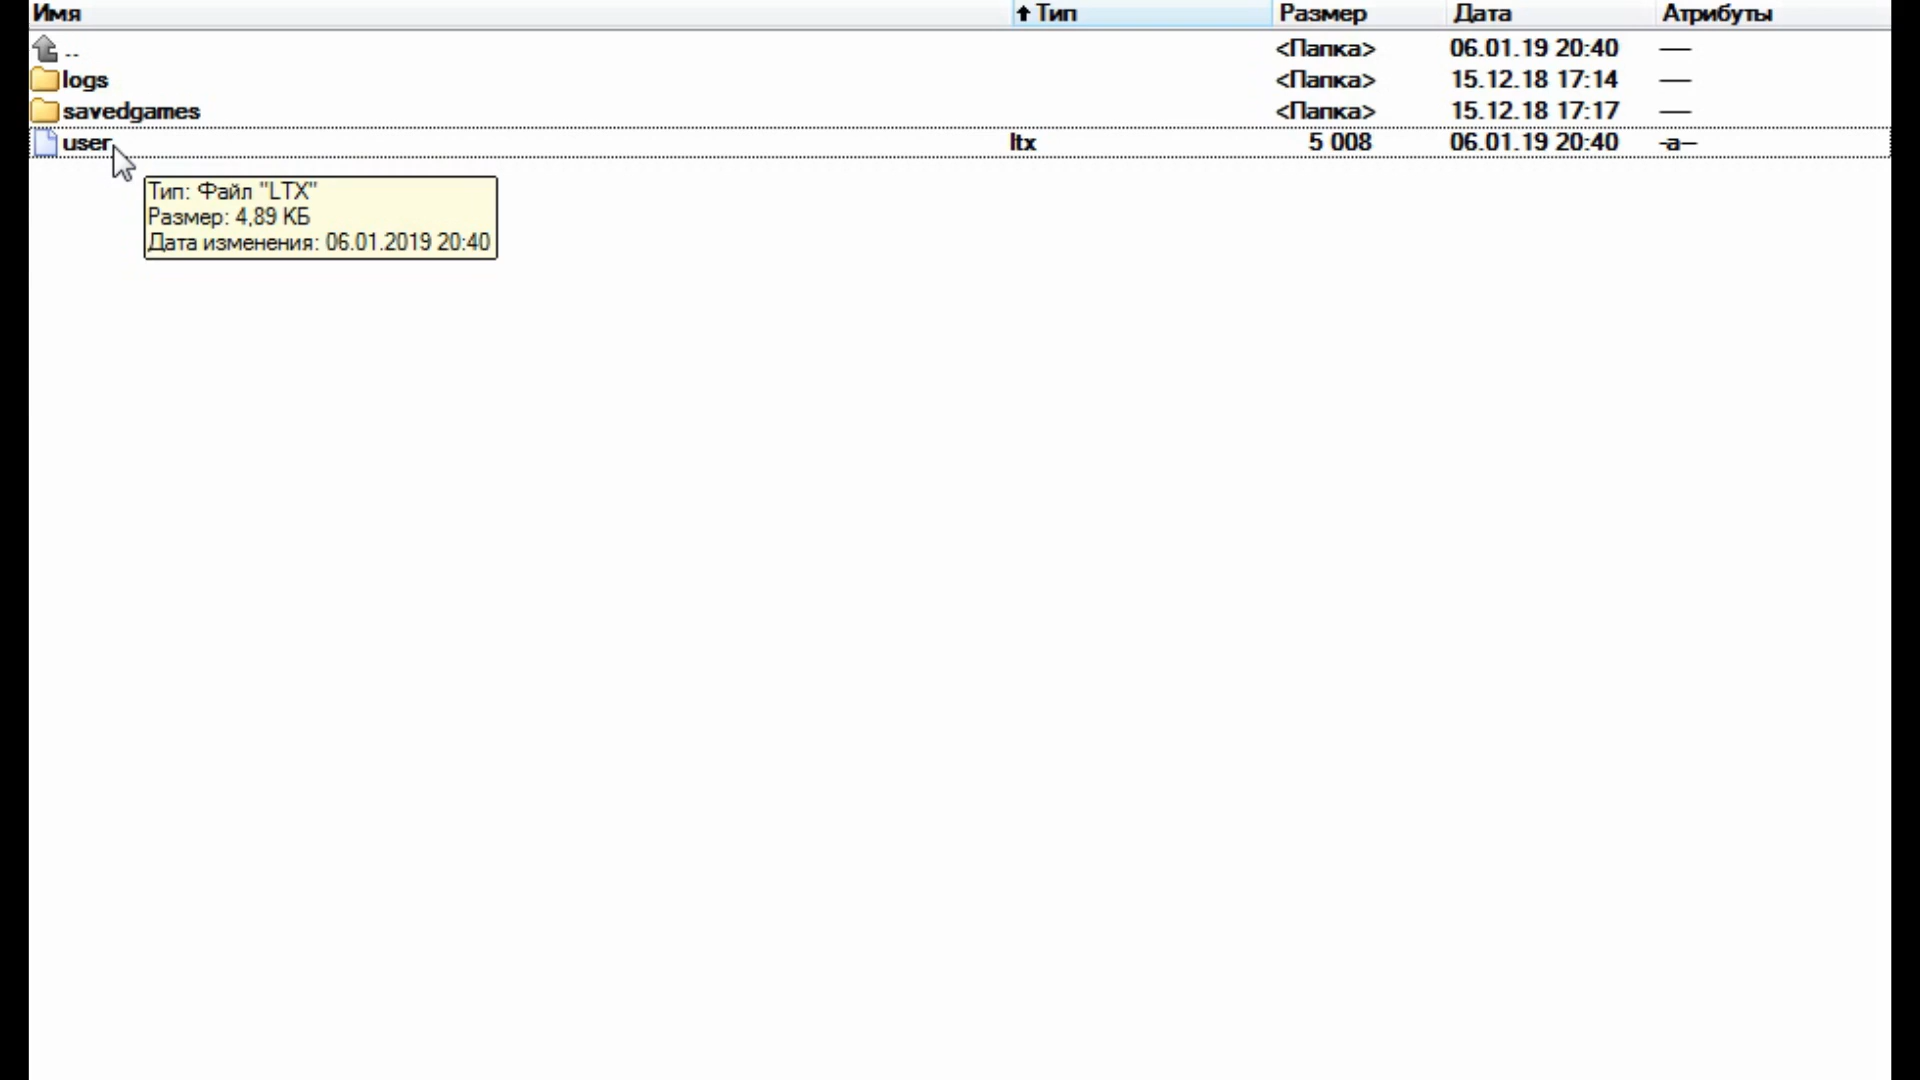 Имя Тип Размер Дата Атрибуты
.. <Папка> 06.01.19 20:40 ----
logs <Папка> 15.12.18 17:14 ----
savedgames <Папка> 15.12.18 17:17 ----
user ltx 5 008 06.01.19 20:40 -a--
Тип: Файл "LTX"
Размер: 4,89 КБ
Дата изменения: 06.01.2019 20:40